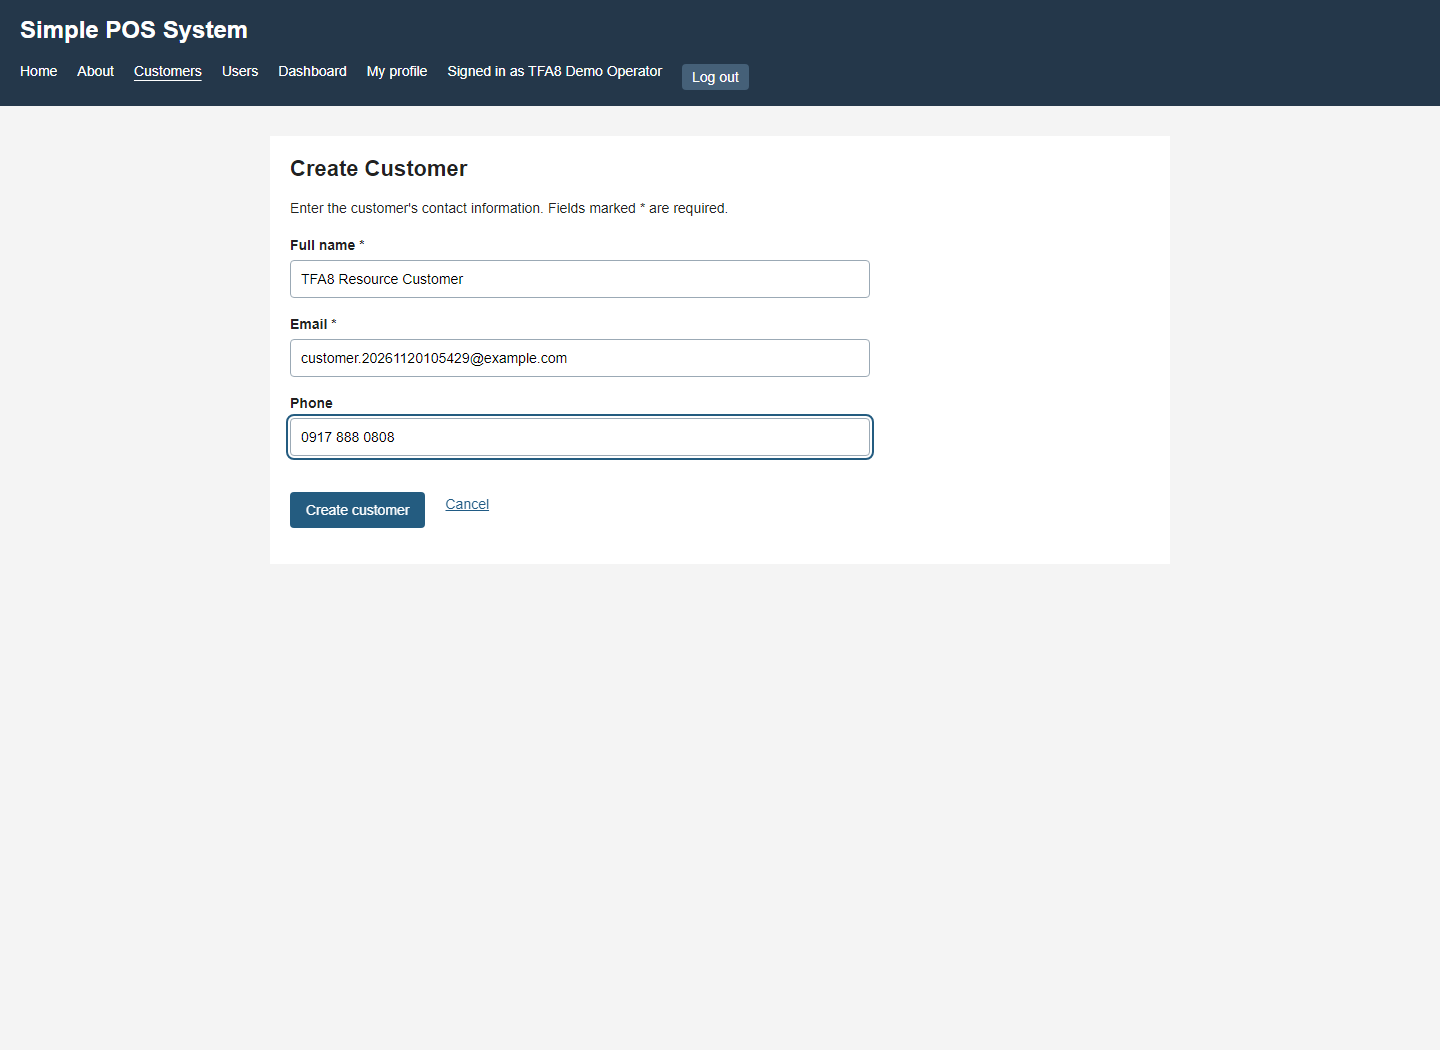 Simple POS System
Home About Customers Users Dashboard My profile Signed in as TFA8 Demo Operator Log out
Create Customer
Enter the customer's contact information. Fields marked * are required.
Full name *
TFA8 Resource Customer
Email *
customer.20261120105429@example.com
Phone
0917 888 0808
Create customer Cancel